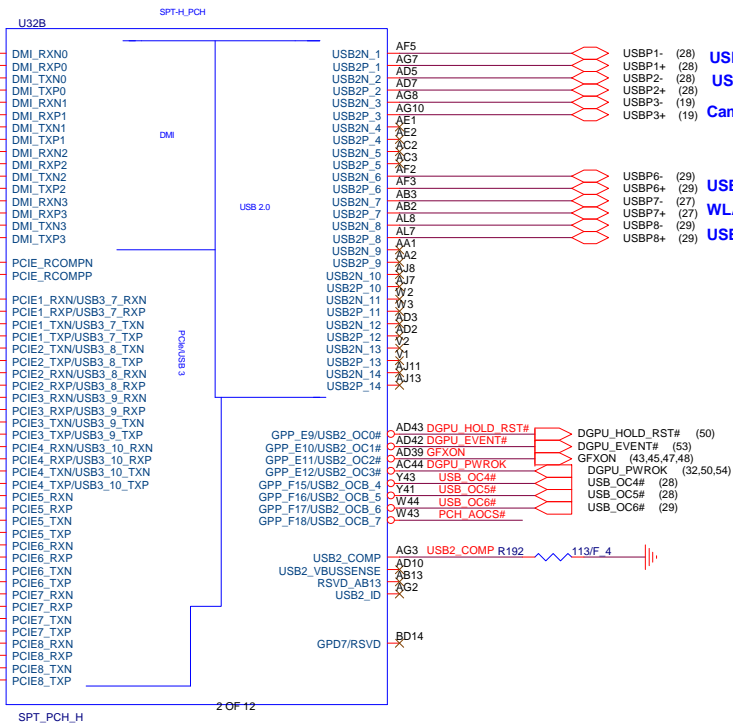 SPT-H_PCH
U32B
DMI_RXN0
DMI_RXP0
DMI_TXN0
DMI_TXP0
DMI_RXN1
DMI_RXP1
DMI_TXN1
DMI_TXP1
DMI_RXN2
DMI_RXP2
DMI_TXN2
DMI_TXP2
DMI_RXN3
DMI_RXP3
DMI_TXN3
DMI_TXP3
PCIE_RCOMPN
PCIE_RCOMPP
PCIE1_RXN/USB3_7_RXN
PCIE1_RXP/USB3_7_RXP
PCIE1_TXN/USB3_7_TXN
PCIE1_TXP/USB3_7_TXP
PCIE2_TXN/USB3_8_TXN
PCIE2_TXP/USB3_8_TXP
PCIE2_RXN/USB3_8_RXN
PCIE2_RXP/USB3_8_RXP
PCIE3_RXN/USB3_9_RXN
PCIE3_RXP/USB3_9_RXP
PCIE3_TXN/USB3_9_TXN
PCIE3_TXP/USB3_9_TXP
PCIE4_RXN/USB3_10_RXN
PCIE4_RXP/USB3_10_RXP
PCIE4_TXN/USB3_10_TXN
PCIE4_TXP/USB3_10_TXP
PCIE5_RXN
PCIE5_RXP
PCIE5_TXN
PCIE5_TXP
PCIE6_RXN
PCIE6_RXP
PCIE6_TXN
PCIE6_TXP
PCIE7_RXN
PCIE7_RXP
PCIE7_TXN
PCIE7_TXP
PCIE8_RXN
PCIE8_RXP
PCIE8_TXN
PCIE8_TXP
DMI
USB 2.0
PCIe/USB 3
USB2N_1 AF5 USBP1- (28)
USB2P_1 AG7 USBP1+ (28)
USB2N_2 AD5 USBP2- (28)
USB2P_2 AD7 USBP2+ (28)
USB2N_3 AG8 USBP3- (19)
USB2P_3 AG10 USBP3+ (19)
USB2N_4 AE1
USB2P_4 AE2
USB2N_5 AC2
USB2P_5 AC3
USB2N_6 AF2 USBP6- (29)
USB2P_6 AF3 USBP6+ (29)
USB2N_7 AB3 USBP7- (27)
USB2P_7 AB2 USBP7+ (27)
USB2N_8 AL8 USBP8- (29)
USB2P_8 AL7 USBP8+ (29)
USB2N_9 AA1
USB2P_9 AA2
USB2N_10 AJ8
USB2P_10 AJ7
USB2N_11 W2
USB2P_11 W3
USB2N_12 AD3
USB2P_12 AD2
USB2N_13 V2
USB2P_13 V1
USB2N_14 AJ11
USB2P_14 AJ13
US
US
Cam
USB
WL
USB
GPP_E9/USB2_OC0# AD43 DGPU_HOLD_RST# DGPU_HOLD_RST# (50)
GPP_E10/USB2_OC1# AD42 DGPU_EVENT# DGPU_EVENT# (53)
GPP_E11/USB2_OC2# AD39 GFXON GFXON (43,45,47,48)
GPP_E12/USB2_OC3# AC44 DGPU_PWROK DGPU_PWROK (32,50,54)
GPP_F15/USB2_OCB_4 Y43 USB_OC4# USB_OC4# (28)
GPP_F16/USB2_OCB_5 Y41 USB_OC5# USB_OC5# (28)
GPP_F17/USB2_OCB_6 W44 USB_OC6# USB_OC6# (29)
GPP_F18/USB2_OCB_7 W43 PCH_AOCS#
USB2_COMP AG3 USB2_COMP R192 113/F_4
USB2_VBUSSENSE AD10
RSVD_AB13 AB13
USB2_ID AG2
GPD7/RSVD BD14
2 OF 12
SPT_PCH_H